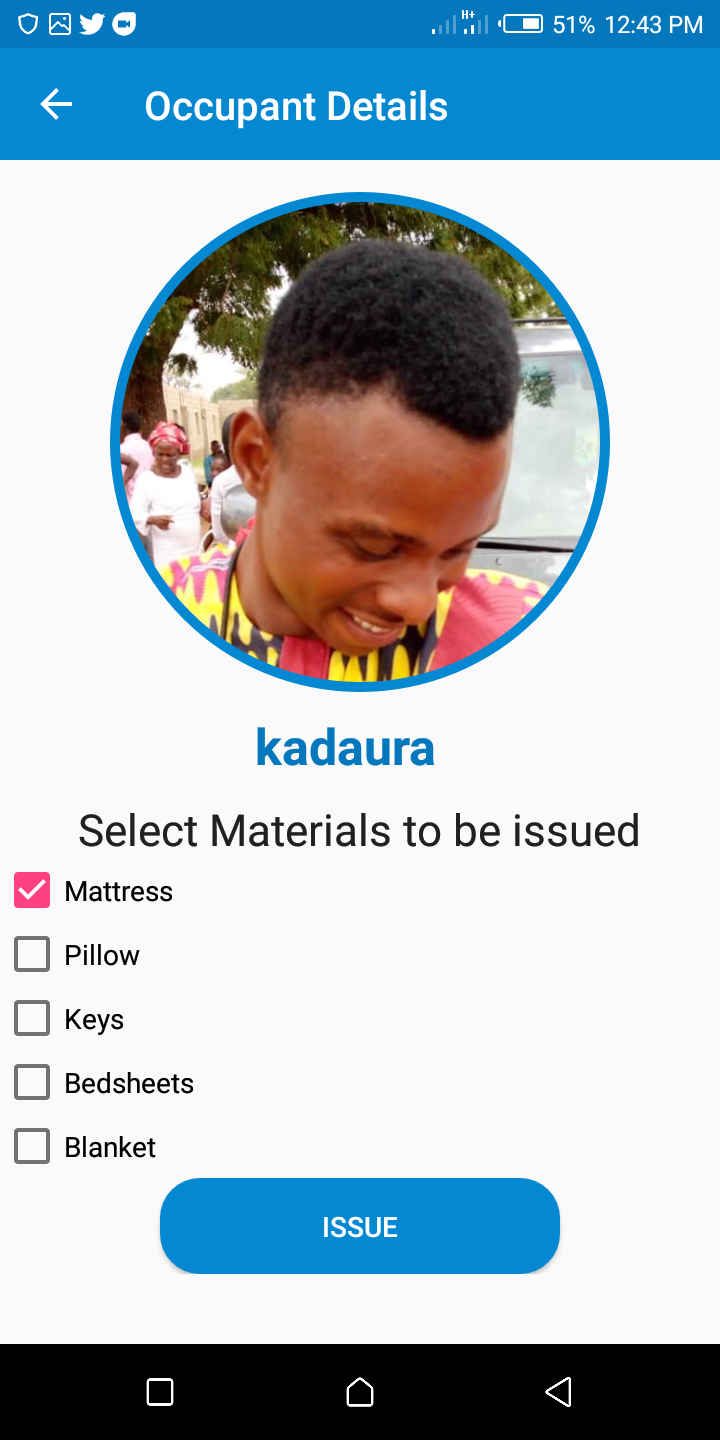 H+ 51% 12:43 PM
Occupant Details
kadaura
Select Materials to be issued
Mattress
Pillow
Keys
Bedsheets
Blanket
ISSUE